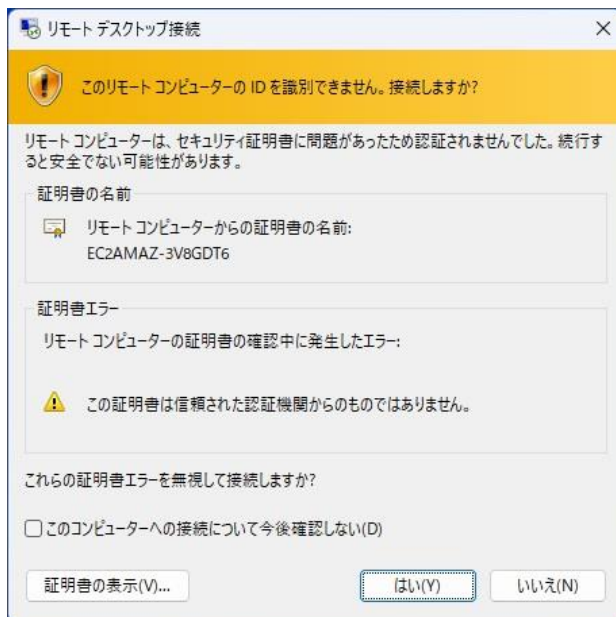 リモート デスクトップ接続
このリモート コンピューターの ID を識別できません。接続しますか?
リモート コンピューターは、セキュリティ証明書に問題があったため認証されませんでした。続行す
ると安全でない可能性があります。
証明書の名前
リモート コンピューターからの証明書の名前:
EC2AMAZ-3V8GDT6
証明書エラー
リモート コンピューターの証明書の確認中に発生したエラー:
この証明書は信頼された認証機関からのものではありません。
これらの証明書エラーを無視して接続しますか?
このコンピューターへの接続について今後確認しない(D)
証明書の表示(V)...
はい(Y)
いいえ(N)